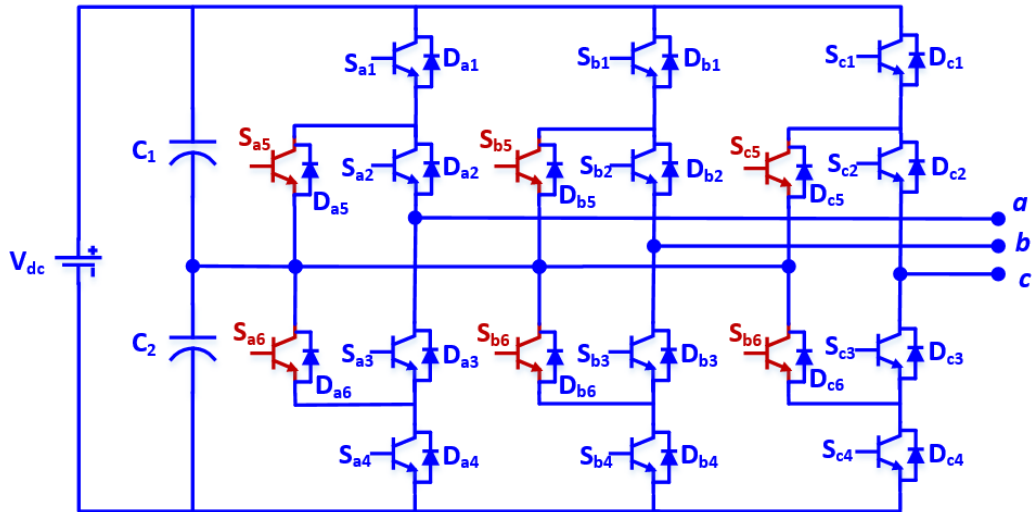 Sa1 Da1 Sb1 Db1 Sc1 Dc1
C1 Sa5 Sa2 Da2 Sb5 Sb2 Db2 Sc5 Sc2 Dc2
Da5 Db5 Dc5
a
b
c
Vdc
+
C2 Sa6 Sa3 Da3 Sb6 Sb3 Db3 Sb6 Sc3 Dc3
Da6 Db6 Dc6
Sa4 Da4 Sb4 Db4 Sc4 Dc4